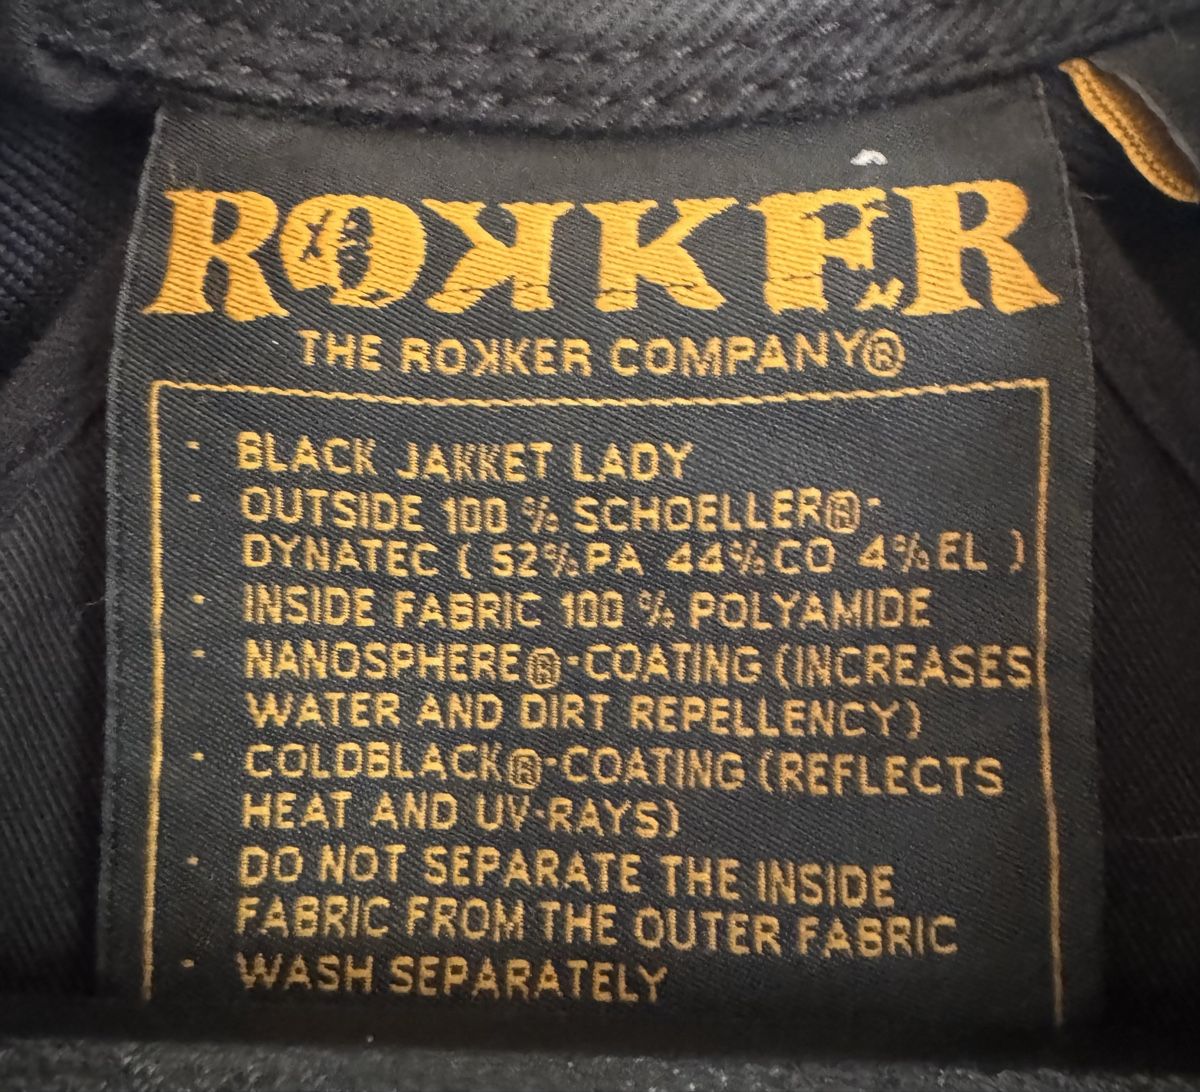 ROKKER
THE ROKKER COMPANY®
- BLACK JAKKET LADY
- OUTSIDE 100 % SCHOELLER®-
DYNATEC ( 52%PA 44%CO 4%EL )
- INSIDE FABRIC 100 % POLYAMIDE
- NANOSPHERE®-COATING (INCREASES
WATER AND DIRT REPELLENCY)
- COLDBLACK®-COATING (REFLECTS
HEAT AND UV-RAYS)
- DO NOT SEPARATE THE INSIDE
FABRIC FROM THE OUTER FABRIC
- WASH SEPARATELY